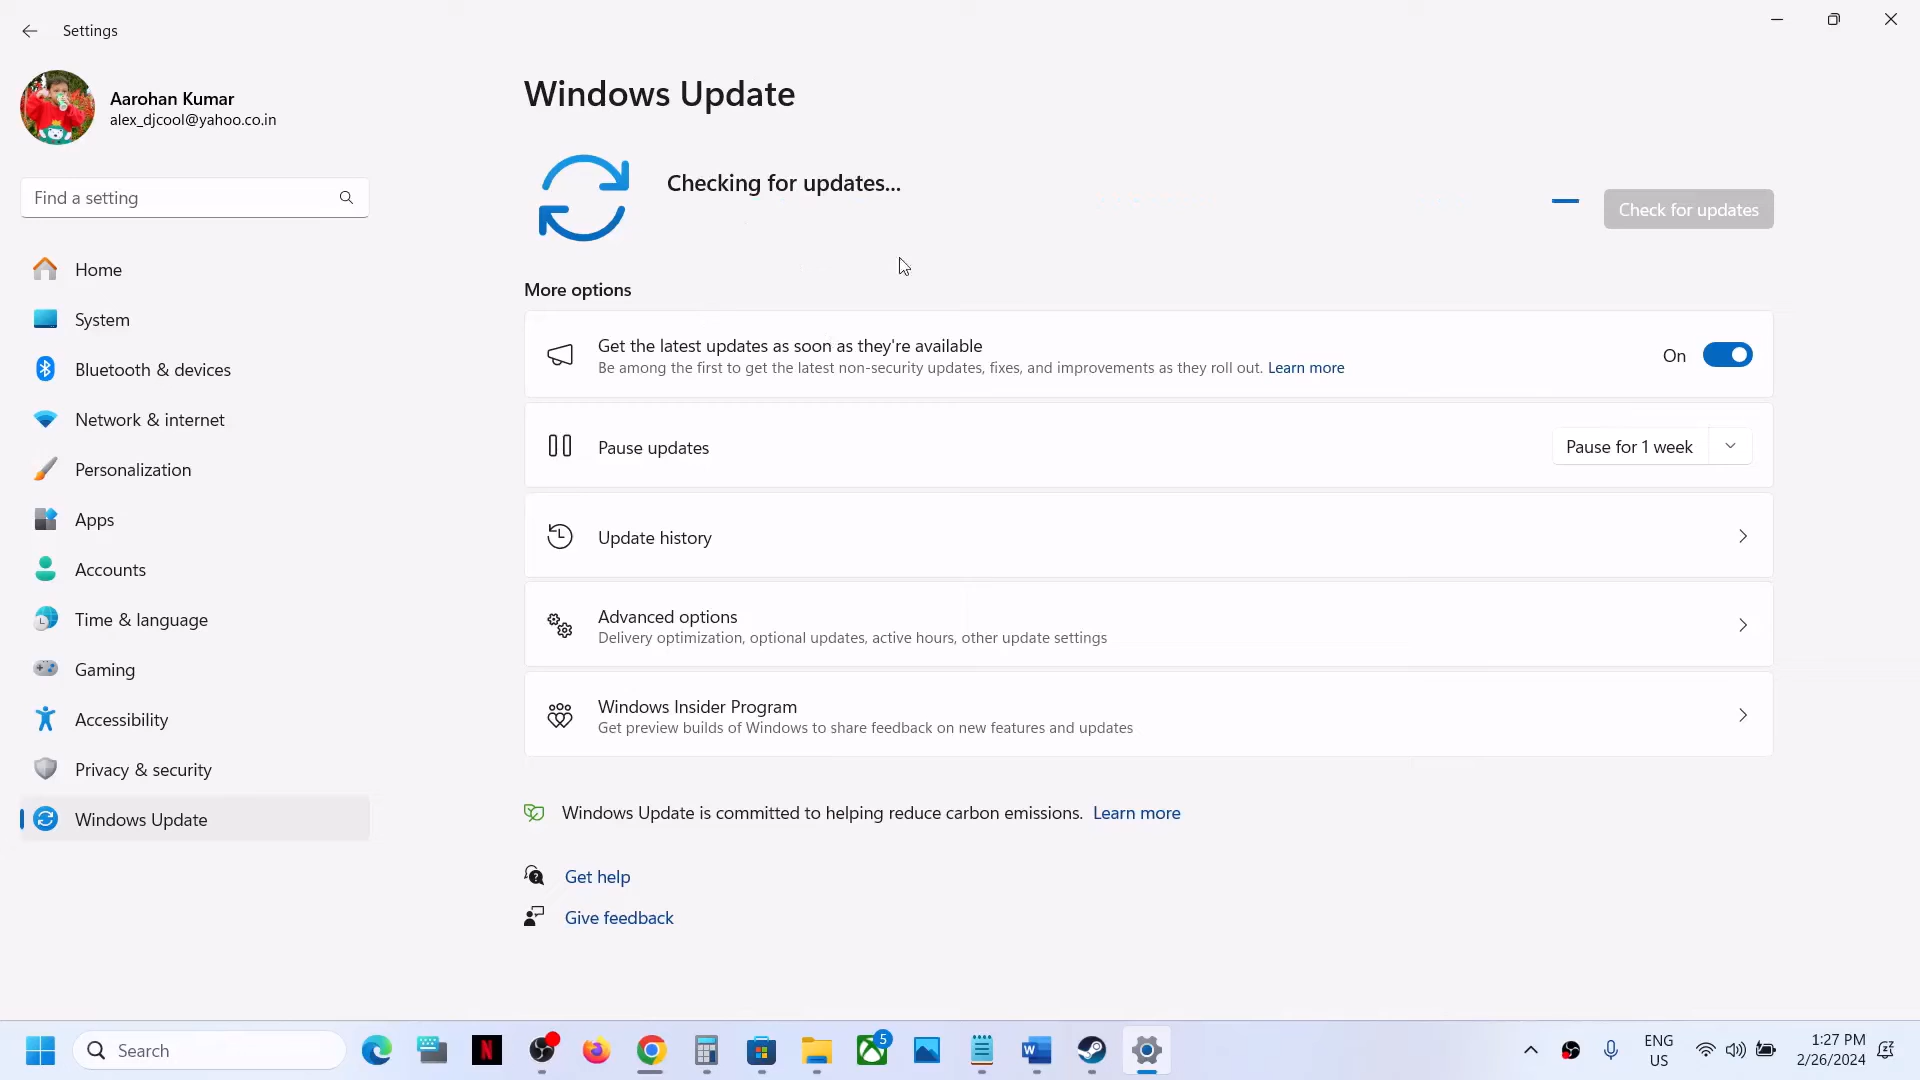 Settings
Aarohan Kumar
alex_djcool@yahoo.co.in
Find a setting
Home
System
Bluetooth & devices
Network & internet
Personalization
Apps
Accounts
Time & language
Gaming
Accessibility
Privacy & security
Windows Update
Windows Update
Checking for updates...
Check for updates
More options
Get the latest updates as soon as they're available
Be among the first to get the latest non-security updates, fixes, and improvements as they roll out. Learn more
On
Pause updates
Pause for 1 week
Update history
Advanced options
Delivery optimization, optional updates, active hours, other update settings
Windows Insider Program
Get preview builds of Windows to share feedback on new features and updates
Windows Update is committed to helping reduce carbon emissions. Learn more
Get help
Give feedback
Search
N
5
W
ENG
US
1:27 PM
2/26/2024